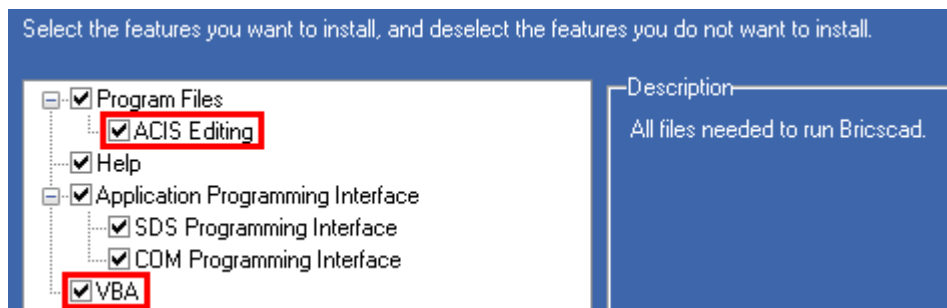 Select the features you want to install, and deselect the features you do not want to install.
Program Files
ACIS Editing
Help
Application Programming Interface
SDS Programming Interface
COM Programming Interface
VBA
Description
All files needed to run Bricscad.